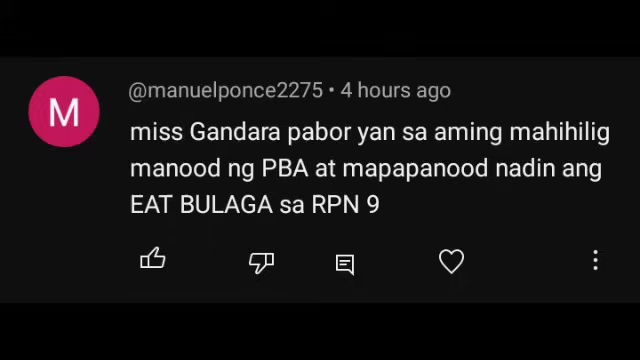 M
@manuelponce2275 • 4 hours ago
miss Gandara pabor yan sa aming mahihilig
manood ng PBA at mapapanood nadin ang
EAT BULAGA sa RPN 9